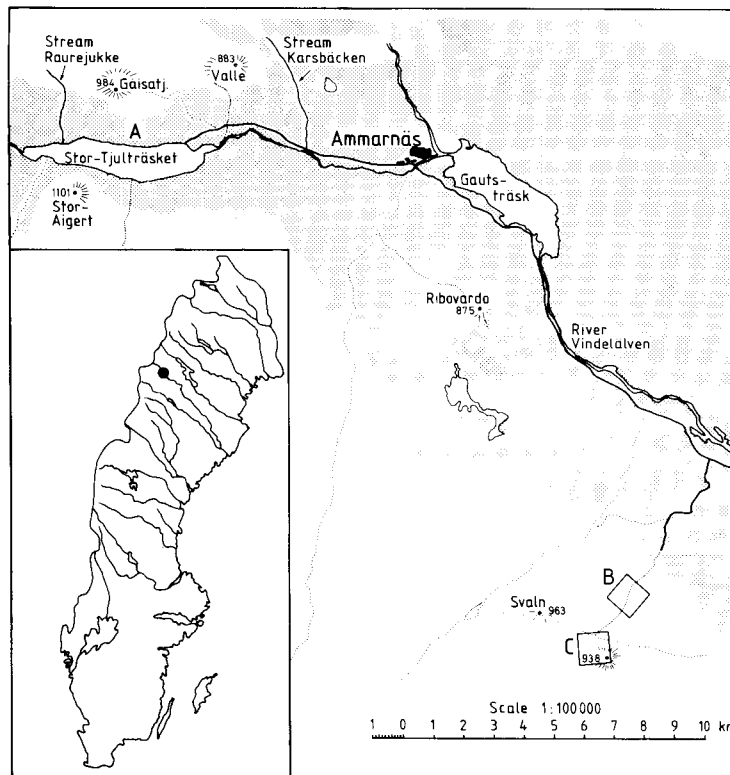 Stream
Raurejukke
984 Gaisatj.
883
Valle
Stream
Karsbäcken
A
Ammarnäs
Stor-Tjulträsket
Gauts-
träsk
1101
Stor-
Aigert
Ribovardo
875
River
Vindelälven
B
Svaln 963
C
938
Scale 1:100000
1 0 1 2 3 4 5 6 7 8 9 10 km